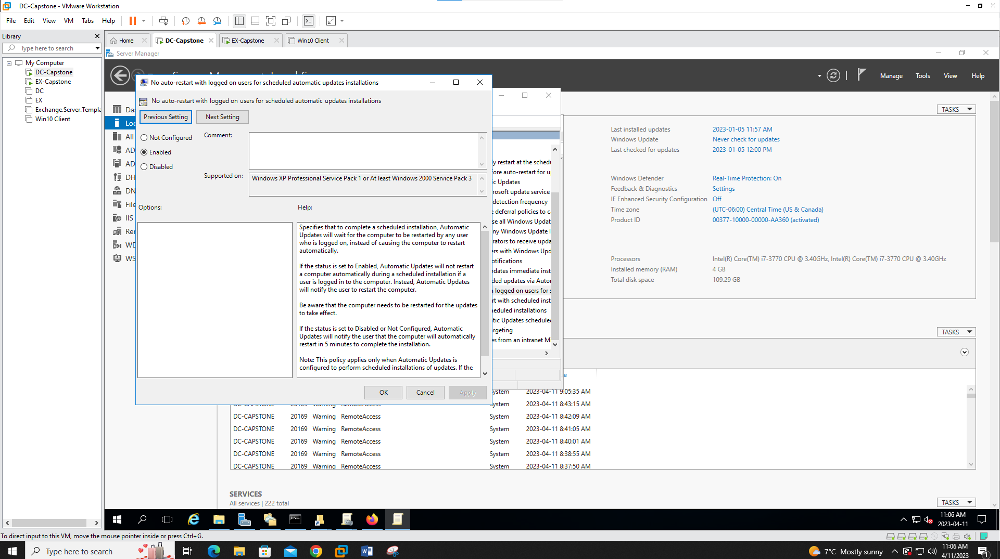 DC-Capstone - VMware Workstation
File Edit View VM Tabs Help
Library
Type here to search
My Computer
DC-Capstone
EX-Capstone
DC
EX
Exchange.Server.Templa
Win10 Client
Home
DC-Capstone
EX-Capstone
Win10 Client
Server Manager
Manage Tools View Help
No auto-restart with logged on users for scheduled automatic updates installations
No auto-restart with logged on users for scheduled automatic updates installations
Previous Setting
Next Setting
Not Configured
Enabled
Disabled
Comment:
Supported on:
Windows XP Professional Service Pack 1 or At least Windows 2000 Service Pack 3
Options:
Help:
Specifies that to complete a scheduled installation, Automatic
Updates will wait for the computer to be restarted by any user
who is logged on, instead of causing the computer to restart
automatically.
If the status is set to Enabled, Automatic Updates will not restart
a computer automatically during a scheduled installation if a
user is logged in to the computer. Instead, Automatic Updates
will notify the user to restart the computer.
Be aware that the computer needs to be restarted for the updates
to take effect.
If the status is set to Disabled or Not Configured, Automatic
Updates will notify the user that the computer will automatically
restart in 5 minutes to complete the installation.
Note: This policy applies only when Automatic Updates is
configured to perform scheduled installations of updates. If the
OK
Cancel
Apply
Das
Loc
All
AD
AD
DH
DN
File
IIS
Rer
WD
WS
y restart at the schedu
fore auto-restart for u
ic Updates
rosoft update service
detection frequency
e deferral policies to c
se all Windows Updat
ny Windows Update l
rators to receive upda
ers with Windows Upd
otifications
pdates immediate inst
ded updates via Autor
logged on users for s
rt with scheduled inst
eduled installations
tic Updates scheduled
rgeting
es from an intranet M
TASKS
Last installed updates 2023-01-05 11:57 AM
Windows Update Never check for updates
Last checked for updates 2023-01-05 12:00 PM
Windows Defender Real-Time Protection: On
Feedback & Diagnostics Settings
IE Enhanced Security Configuration Off
Time zone (UTC-06:00) Central Time (US & Canada)
Product ID 00377-10000-00000-AA360 (activated)
Processors Intel(R) Core(TM) i7-3770 CPU @ 3.40GHz, Intel(R) Core(TM) i7-3770 CPU @ 3.40GHz
Installed memory (RAM) 4 GB
Total disk space 109.29 GB
TASKS
e
ystem 2023-04-11 9:05:35 AM
ystem 2023-04-11 8:43:15 AM
DC-CAPSTONE 20169 Warning RemoteAccess System 2023-04-11 8:42:09 AM
DC-CAPSTONE 20169 Warning RemoteAccess System 2023-04-11 8:41:05 AM
DC-CAPSTONE 20169 Warning RemoteAccess System 2023-04-11 8:40:01 AM
DC-CAPSTONE 20169 Warning RemoteAccess System 2023-04-11 8:38:55 AM
DC-CAPSTONE 20169 Warning RemoteAccess System 2023-04-11 8:37:50 AM
SERVICES
All services | 222 total
TASKS
11:06 AM
2023-04-11
To direct input to this VM, move the mouse pointer inside or press Ctrl+G.
Type here to search
7°C Mostly sunny
11:06 AM
4/11/2023
1